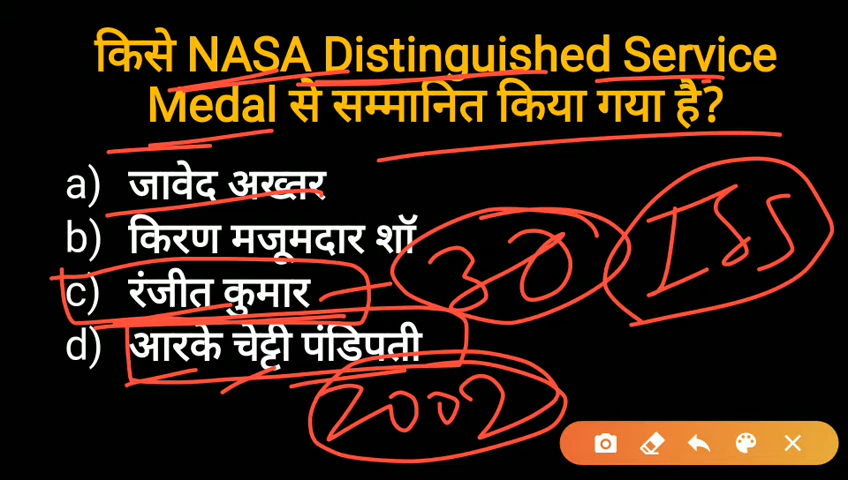 किसे NASA Distinguished Service
Medal से सम्मानित किया गया है?
a) जावेद अख्तर
b) किरण मजूमदार शॉ
c) रंजीत कुमार
30
ISS
d) आरके चेट्टी पंडिपती
2002